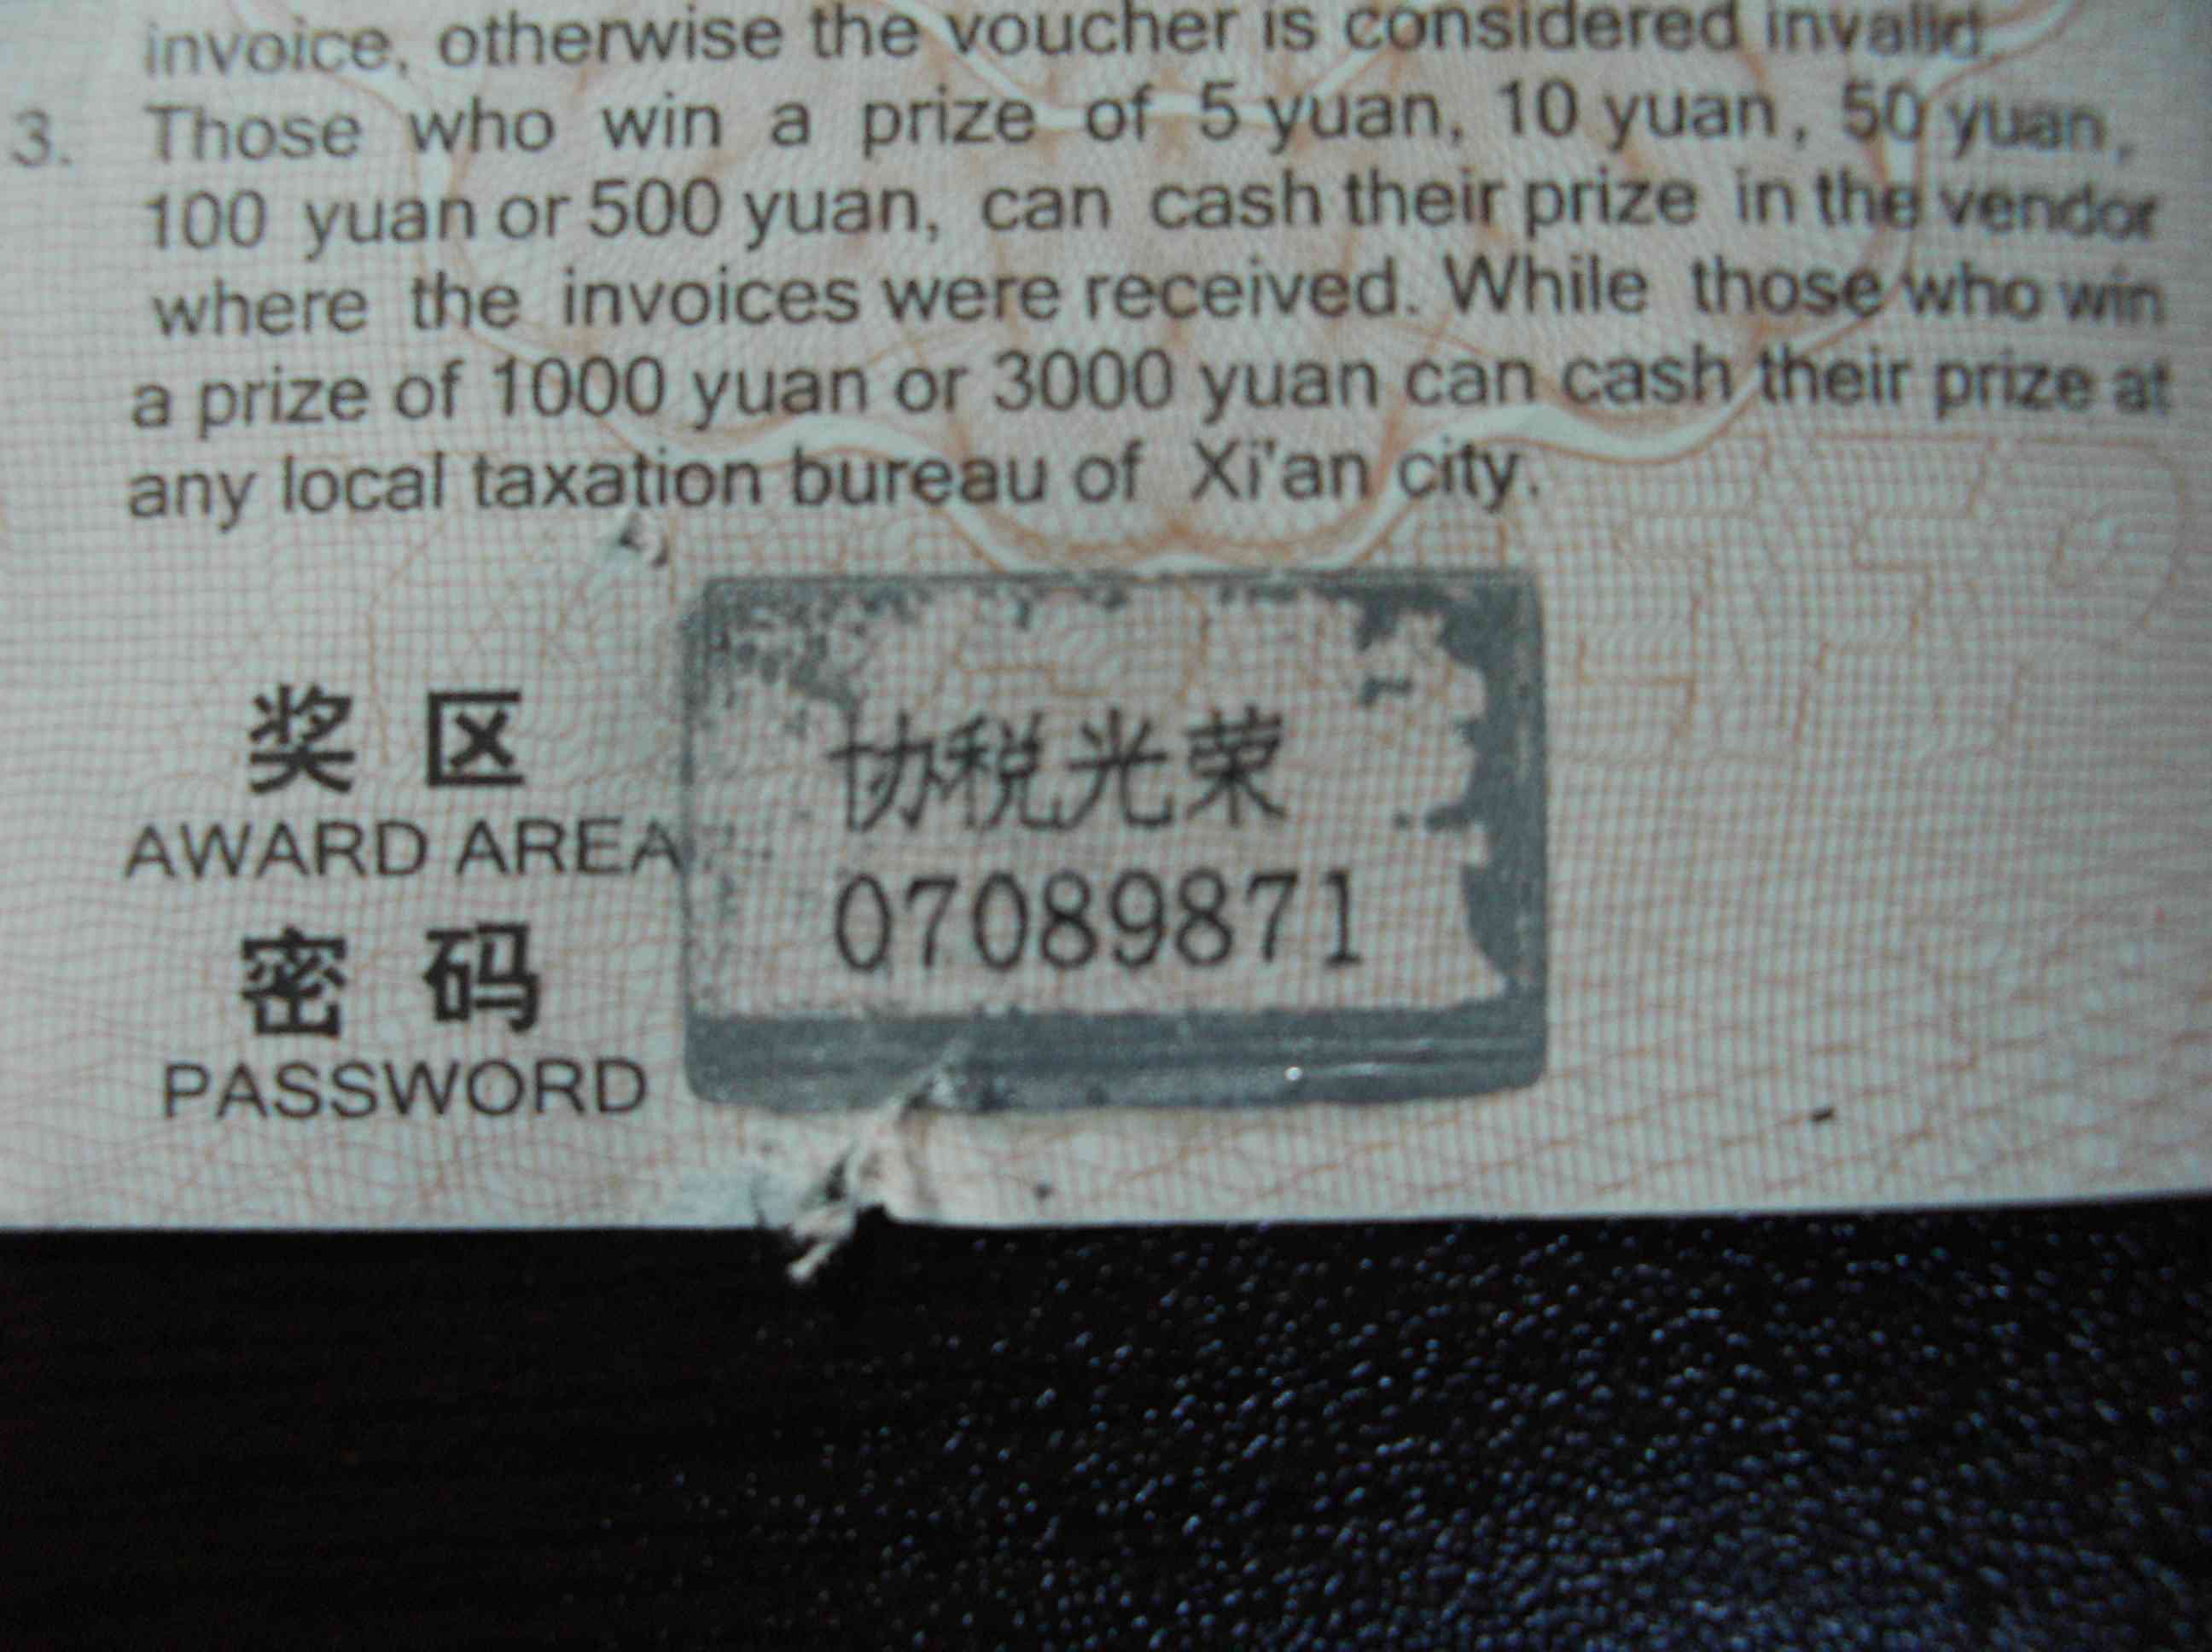 invoice, otherwise the voucher is considered invalid
3. Those who win a prize of 5 yuan, 10 yuan, 50 yuan,
100 yuan or 500 yuan, can cash their prize in the vendor
where the invoices were received. While those who win
a prize of 1000 yuan or 3000 yuan can cash their prize at
any local taxation bureau of Xi'an city.
奖区
AWARD AREA
协税光荣
07089871
密码
PASSWORD